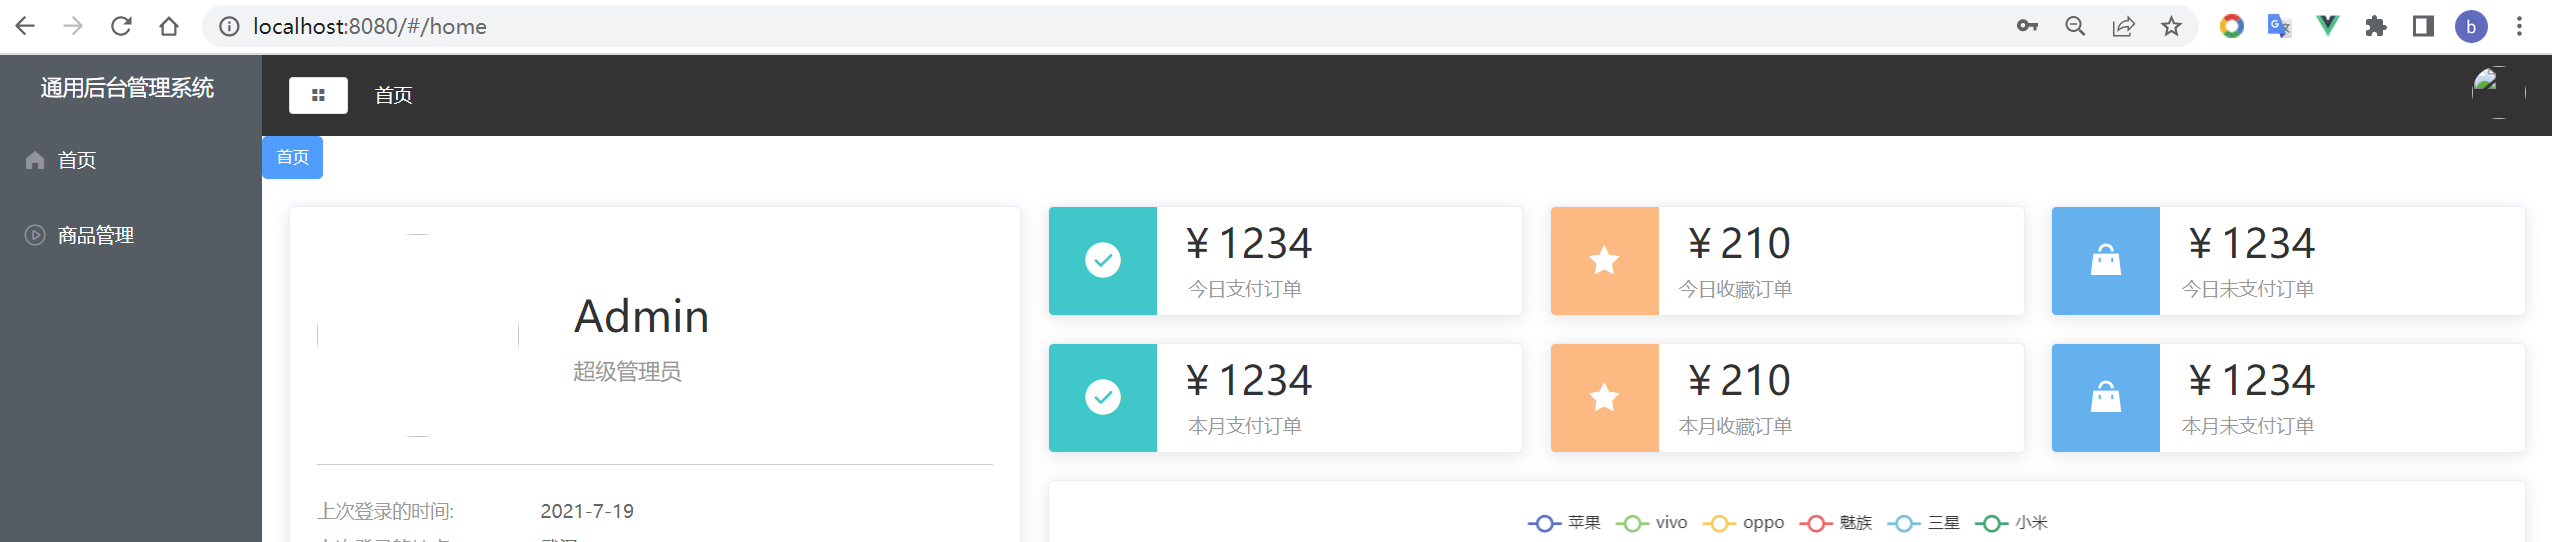 localhost:8080/#/home
b
通用后台管理系统
首页
商品管理
首页
首页
Admin
超级管理员
上次登录的时间: 2021-7-19
¥ 1234
今日支付订单
¥ 210
今日收藏订单
¥ 1234
今日未支付订单
¥ 1234
本月支付订单
¥ 210
本月收藏订单
¥ 1234
本月未支付订单
苹果 vivo oppo 魅族 三星 小米